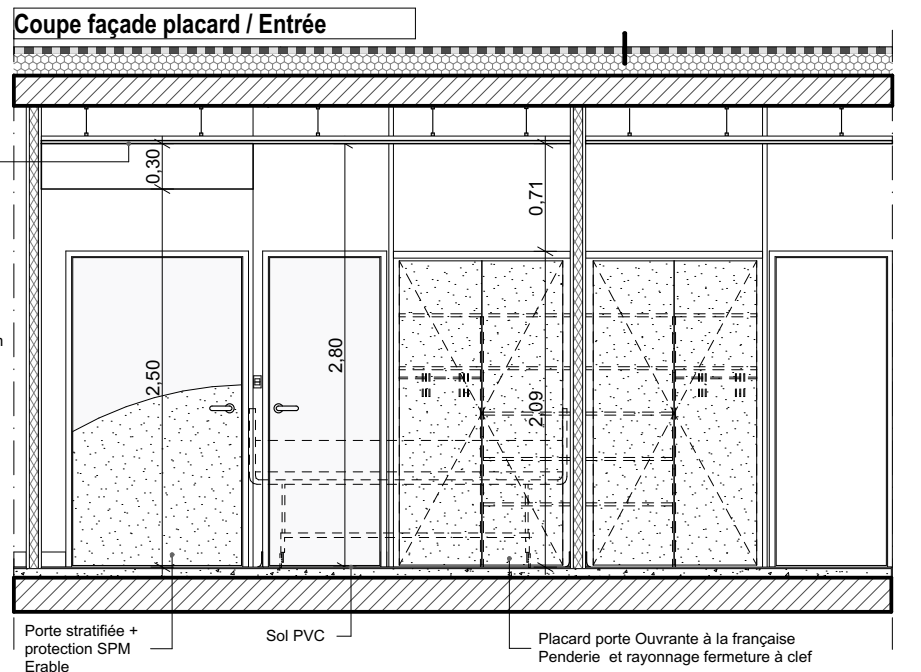 Coupe façade placard / Entrée
0,30
0,71
n
2,50
2,80
2,09
Porte stratifiée +
protection SPM
Erable
Sol PVC
Placard porte Ouvrante à la française
Penderie et rayonnage fermeture à clef